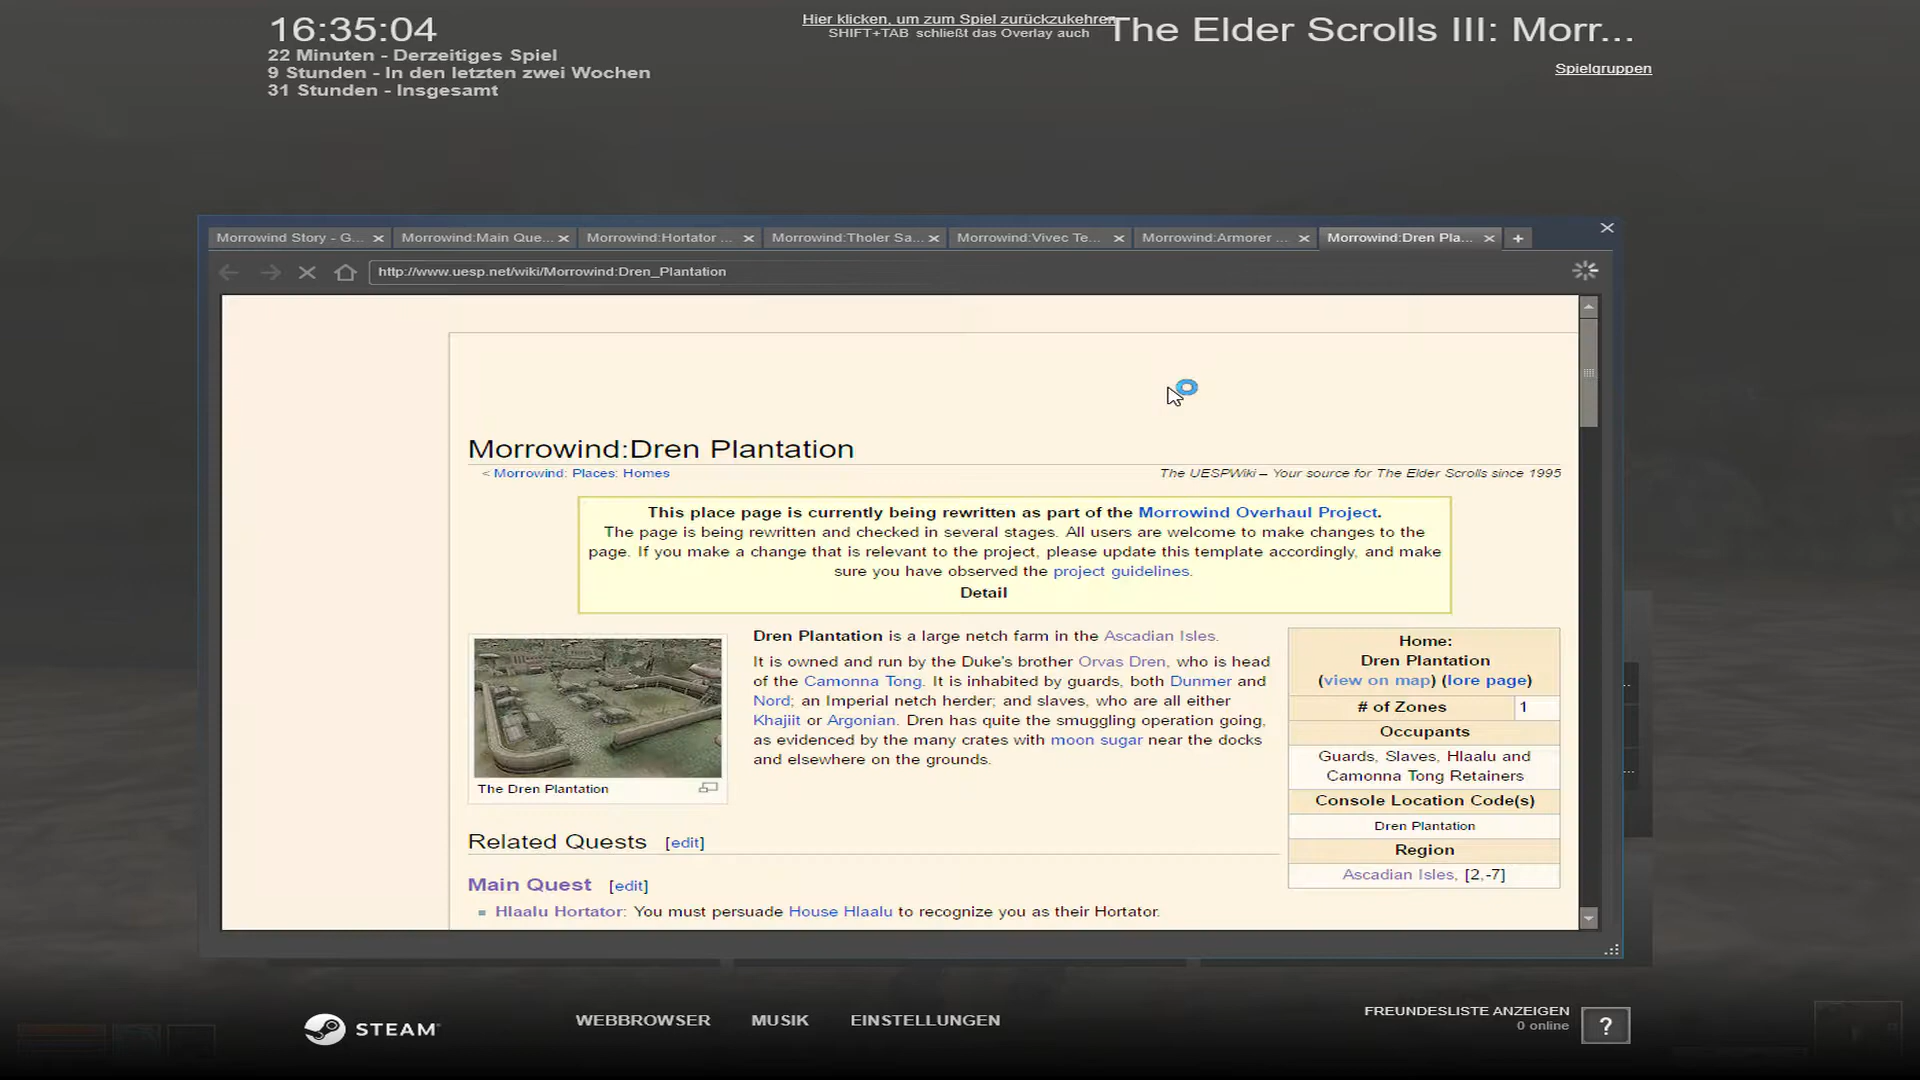 16:35:04
22 Minuten - Derzeitiges Spiel
9 Stunden - In den letzten zwei Wochen
31 Stunden - Insgesamt
Hier klicken, um zum Spiel zurückzukehren
SHIFT+TAB schließt das Overlay auch
The Elder Scrolls III: Morr...
Spielgruppen
Morrowind Story - G...
Morrowind:Main Que...
Morrowind:Hortator ...
Morrowind:Tholer Sa...
Morrowind:Vivec Te...
Morrowind:Armorer ...
Morrowind:Dren Pla...
http://www.uesp.net/wiki/Morrowind:Dren_Plantation
Morrowind:Dren Plantation
< Morrowind: Places: Homes
The UESPWiki – Your source for The Elder Scrolls since 1995
This place page is currently being rewritten as part of the Morrowind Overhaul Project.
The page is being rewritten and checked in several stages. All users are welcome to make changes to the
page. If you make a change that is relevant to the project, please update this template accordingly, and make
sure you have observed the project guidelines.
Detail
The Dren Plantation
Dren Plantation is a large netch farm in the Ascadian Isles.
It is owned and run by the Duke's brother Orvas Dren, who is head
of the Camonna Tong. It is inhabited by guards, both Dunmer and
Nord; an Imperial netch herder; and slaves, who are all either
Khajiit or Argonian. Dren has quite the smuggling operation going,
as evidenced by the many crates with moon sugar near the docks
and elsewhere on the grounds.
Home:
Dren Plantation
(view on map) (lore page)
# of Zones 1
Occupants
Guards, Slaves, Hlaalu and
Camonna Tong Retainers
Console Location Code(s)
Dren Plantation
Region
Ascadian Isles, [2,-7]
Related Quests [edit]
Main Quest [edit]
Hlaalu Hortator: You must persuade House Hlaalu to recognize you as their Hortator.
STEAM
WEBBROWSER
MUSIK
EINSTELLUNGEN
FREUNDESLISTE ANZEIGEN
0 online
?